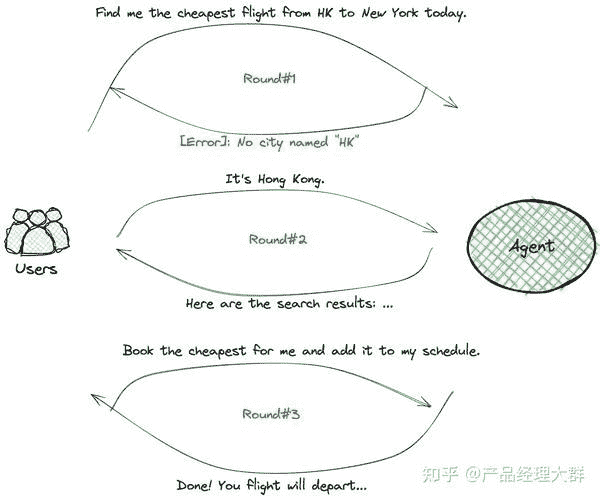 Find me the cheapest flight from HK to New York today.
Round#1
[Error]: No city named "HK"
It's Hong Kong.
Users
Round#2
Agent
Here are the search results: ...
Book the cheapest for me and add it to my schedule.
Round#3
Done! You flight will depart...
知乎 @产品经理大群